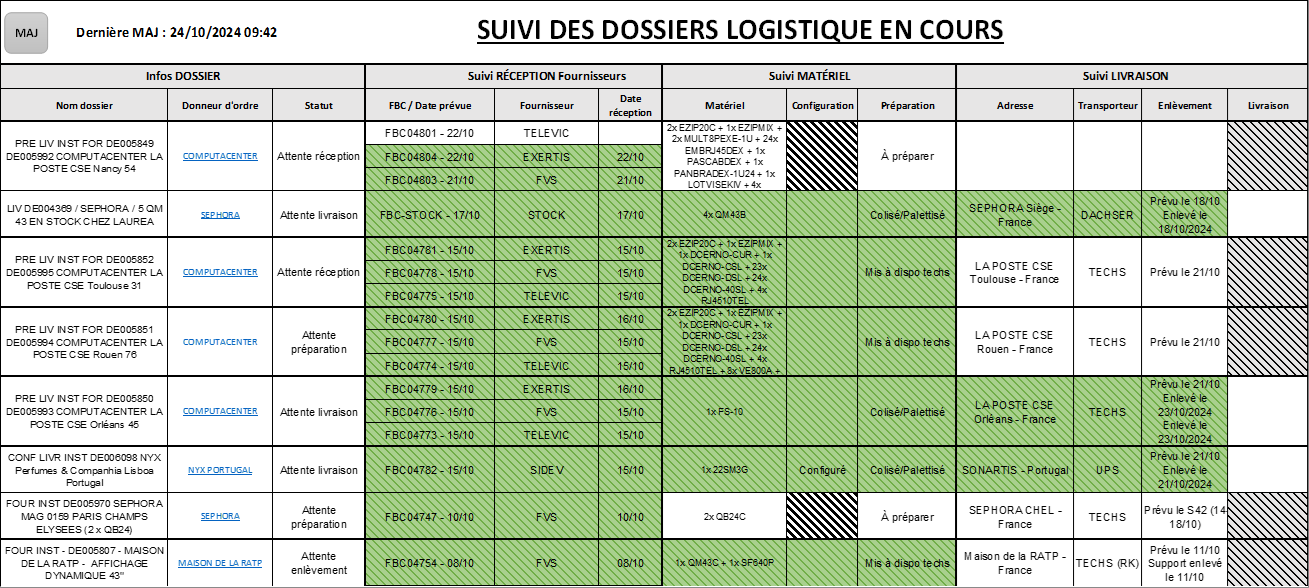 MAJ
Dernière MAJ : 24/10/2024 09:42
SUIVI DES DOSSIERS LOGISTIQUE EN COURS
Infos DOSSIER
Suivi RÉCEPTION Fournisseurs
Suivi MATÉRIEL
Suivi LIVRAISON
Nom dossier
Donneur d'ordre
Statut
FBC / Date prévue
Fournisseur
Date
réception
Matériel
Configuration
Préparation
Adresse
Transporteur
Enlèvement
Livraison
PRE LIV INST FOR DE005849
DE005992 COMPUTACENTER LA
POSTE CSE Nancy 54
COMPUTACENTER
Attente réception
FBC04801 - 22/10
TELEVIC
FBC04804 - 22/10
EXERTIS
22/10
FBC04803 - 21/10
FVS
21/10
2x EZIP20C + 1x EZIPMIX +
2x MULT8PEXE-1U + 24x
EMBRJ45DEX + 1x
PASCABDEX + 1x
PANBRADEX-1U24 + 1x
LOTVISEKIV + 4x
À préparer
LIV DE004369 / SEPHORA / 5 QM
43 EN STOCK CHEZ LAUREA
SEPHORA
Attente livraison
FBC-STOCK - 17/10
STOCK
17/10
4x QM43B
Colisé/Palettisé
SEPHORA Siège -
France
DACHSER
Prévu le 18/10
Enlevé le
18/10/2024
PRE LIV INST FOR DE005852
DE005995 COMPUTACENTER LA
POSTE CSE Toulouse 31
COMPUTACENTER
Attente réception
FBC04781 - 15/10
EXERTIS
15/10
FBC04778 - 15/10
FVS
15/10
FBC04775 - 15/10
TELEVIC
15/10
2x EZIP20C + 1x EZIPMIX +
1x DCERNO-CUR + 1x
DCERNO-CSL + 23x
DCERNO-DSL + 24x
DCERNO-40SL + 4x
RJ4510TEL
Mis à dispo techs
LA POSTE CSE
Toulouse - France
TECHS
Prévu le 21/10
PRE LIV INST FOR DE005851
DE005994 COMPUTACENTER LA
POSTE CSE Rouen 76
COMPUTACENTER
Attente
préparation
FBC04780 - 15/10
EXERTIS
16/10
FBC04777 - 15/10
FVS
15/10
FBC04774 - 15/10
TELEVIC
15/10
2x EZIP20C + 1x EZIPMIX +
1x DCERNO-CUR + 1x
DCERNO-CSL + 23x
DCERNO-DSL + 24x
DCERNO-40SL + 4x
RJ4510TEL + 8x VE800A +
Mis à dispo techs
LA POSTE CSE
Rouen - France
TECHS
Prévu le 21/10
PRE LIV INST FOR DE005850
DE005993 COMPUTACENTER LA
POSTE CSE Orléans 45
COMPUTACENTER
Attente livraison
FBC04779 - 15/10
EXERTIS
16/10
FBC04776 - 15/10
FVS
15/10
FBC04773 - 15/10
TELEVIC
15/10
1x FS-10
Colisé/Palettisé
LA POSTE CSE
Orléans - France
TECHS
Prévu le 21/10
Enlevé le
23/10/2024
Enlevé le
23/10/2024
CONF LIVR INST DE006098 NYX
Perfumes & Companhia Lisboa
Portugal
NYX PORTUGAL
Attente livraison
FBC04782 - 15/10
SIDEV
15/10
1x 22SM3G
Configuré
Colisé/Palettisé
SONARTIS - Portugal
UPS
Prévu le 21/10
Enlevé le
21/10/2024
FOUR INST DE005970 SEPHORA
MAG 0159 PARIS CHAMPS
ELYSEES (2 x QB24)
SEPHORA
Attente
préparation
FBC04747 - 10/10
FVS
10/10
2x QB24C
À préparer
SEPHORA CHEL -
France
TECHS
Prévu le S42 (14-
18/10)
FOUR INST - DE005807 - MAISON
DE LA RATP - AFFICHAGE
DYNAMIQUE 43"
MAISON DE LA RATP
Attente
enlèvement
FBC04754 - 08/10
FVS
08/10
1x QM43C + 1x SF640P
Mis à dispo techs
Maison de la RATP -
France
TECHS (RK)
Prévu le 11/10
Support enlevé
le 11/10